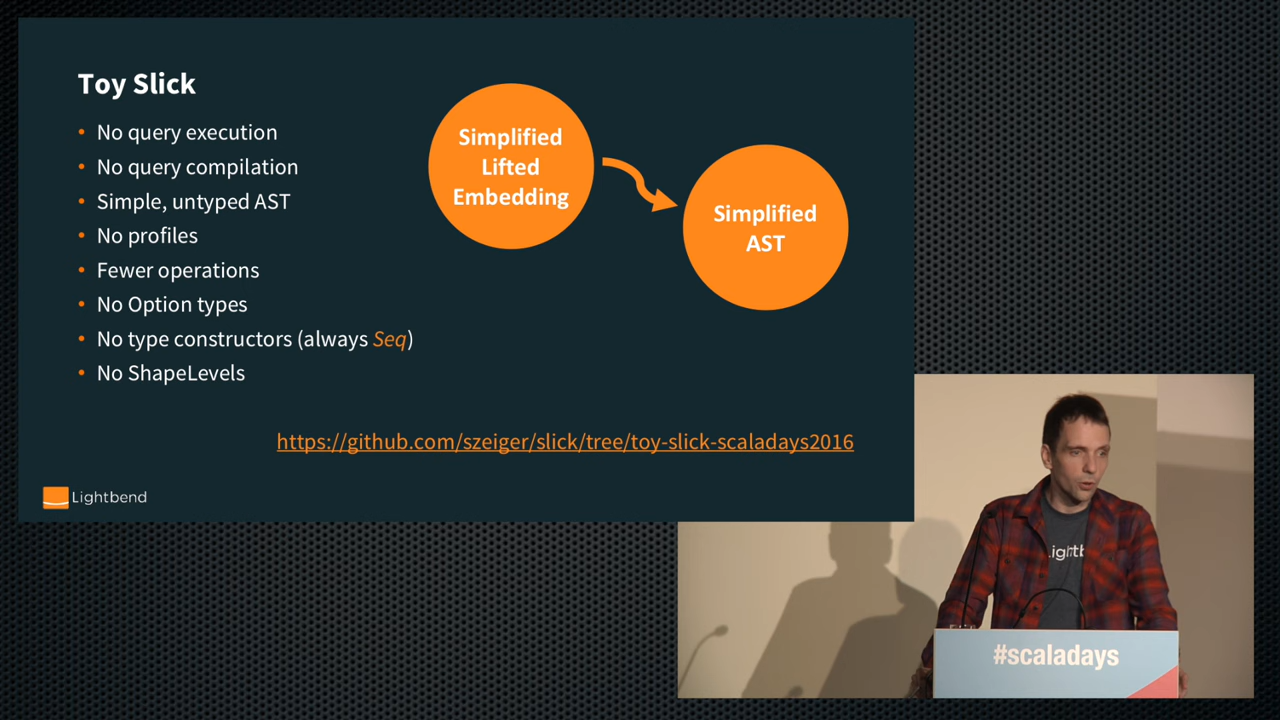 Toy Slick
• No query execution
• No query compilation
• Simple, untyped AST
• No profiles
• Fewer operations
• No Option types
• No type constructors (always Seq)
• No ShapeLevels
Simplified
Lifted
Embedding
Simplified
AST
https://github.com/szeiger/slick/tree/toy-slick-scaladays2016
Lightbend
#scaladays